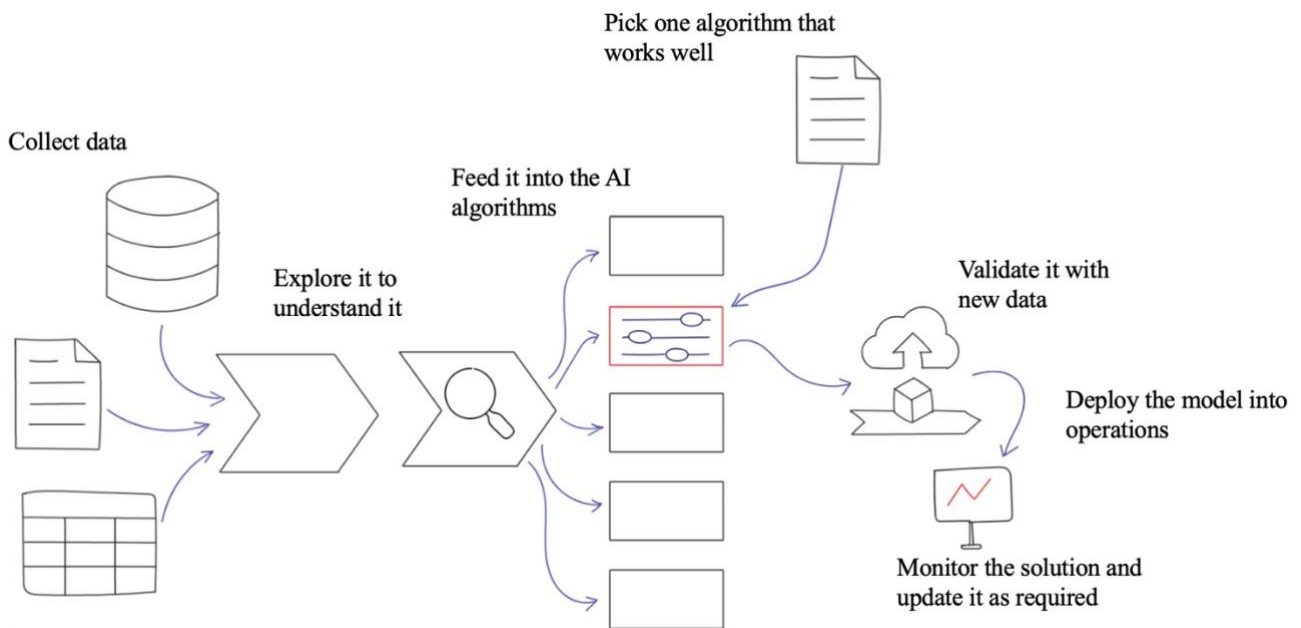 Collect data
Explore it to
understand it
Feed it into the AI
algorithms
Pick one algorithm that
works well
Validate it with
new data
Deploy the model into
operations
Monitor the solution and
update it as required